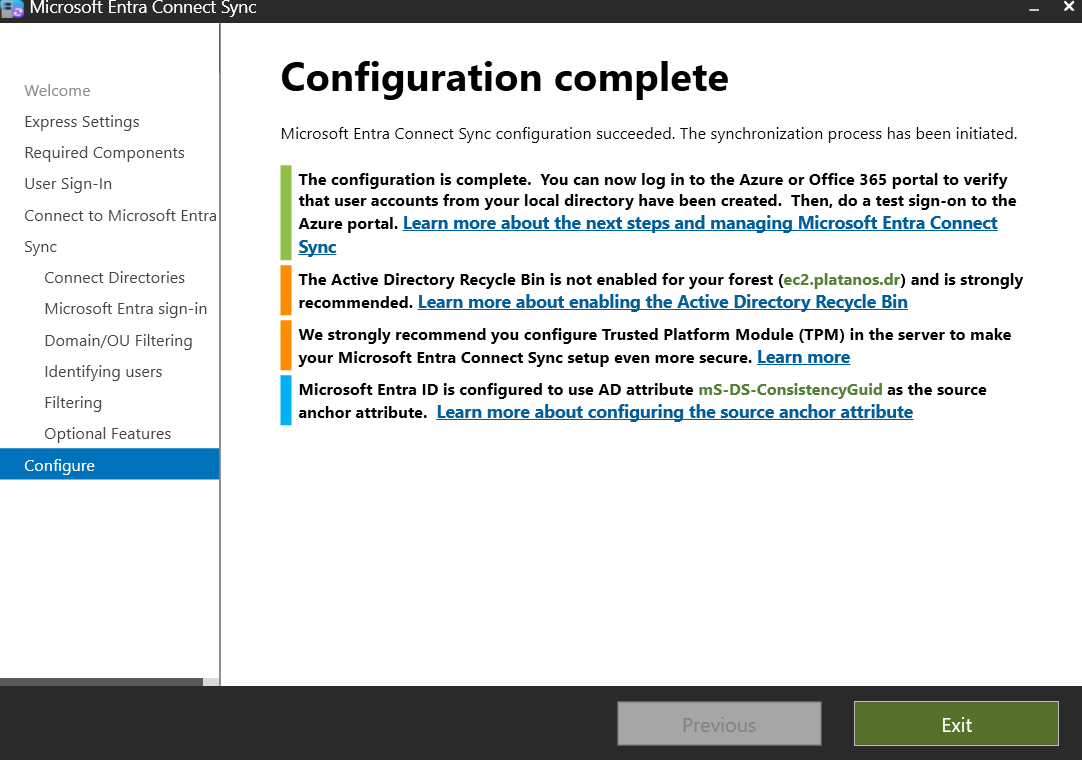 Microsoft Entra Connect Sync
Welcome
Express Settings
Required Components
User Sign-In
Connect to Microsoft Entra
Sync
Connect Directories
Microsoft Entra sign-in
Domain/OU Filtering
Identifying users
Filtering
Optional Features
Configure
Configuration complete
Microsoft Entra Connect Sync configuration succeeded. The synchronization process has been initiated.
The configuration is complete.  You can now log in to the Azure or Office 365 portal to verify
that user accounts from your local directory have been created.  Then, do a test sign-on to the
Azure portal. Learn more about the next steps and managing Microsoft Entra Connect
Sync
The Active Directory Recycle Bin is not enabled for your forest (ec2.platanos.dr) and is strongly
recommended. Learn more about enabling the Active Directory Recycle Bin
We strongly recommend you configure Trusted Platform Module (TPM) in the server to make
your Microsoft Entra Connect Sync setup even more secure. Learn more
Microsoft Entra ID is configured to use AD attribute mS-DS-ConsistencyGuid as the source
anchor attribute.  Learn more about configuring the source anchor attribute
Previous
Exit